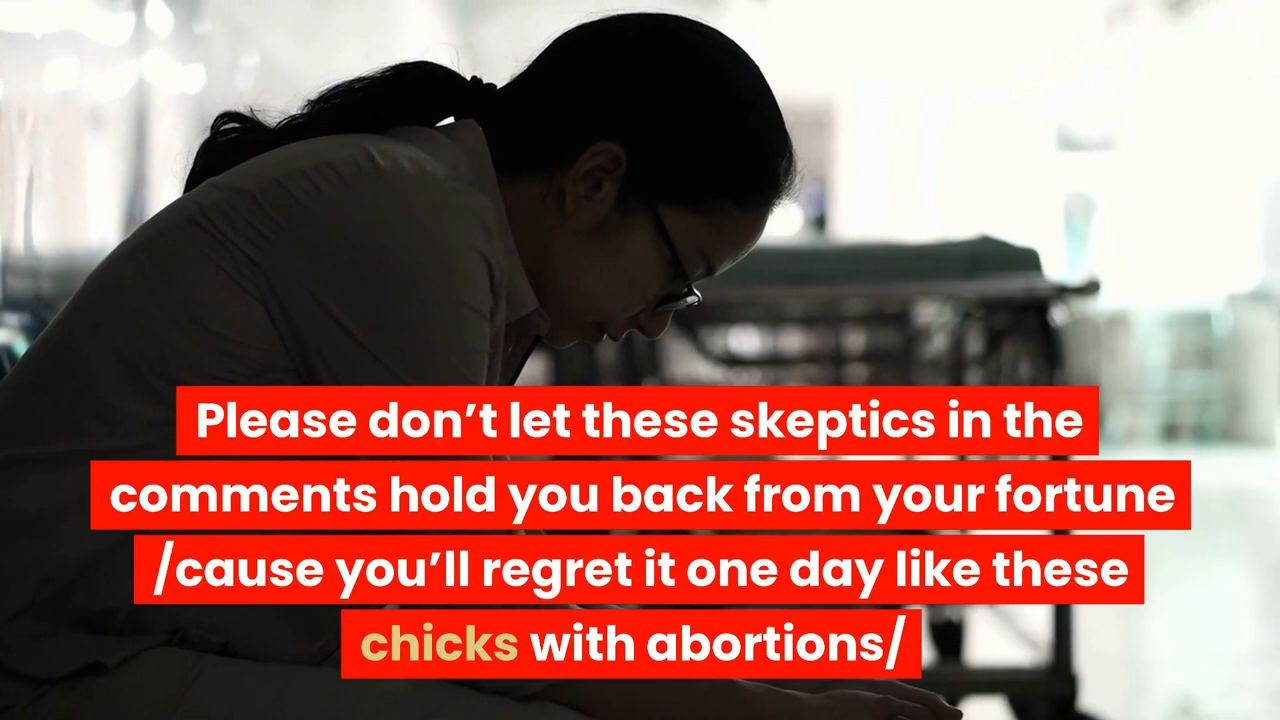 Please don’t let these skeptics in the
comments hold you back from your fortune
/cause you’ll regret it one day like these
chicks with abortions/